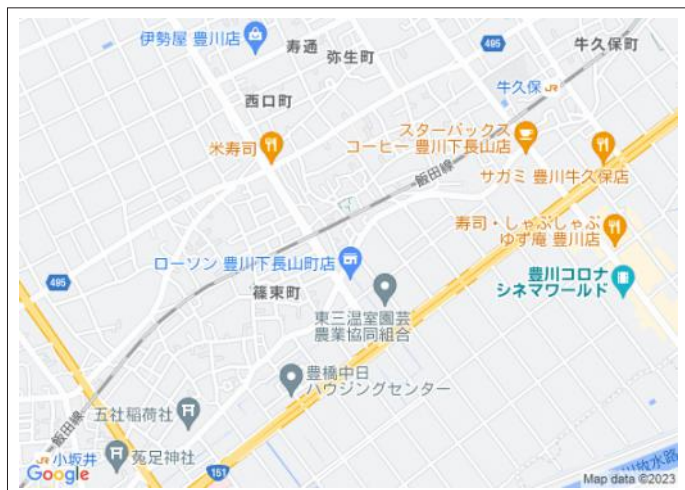 伊勢屋 豊川店
寿通
弥生町
495
牛久保町
西口町
牛久保
JR
米寿司
スターバックス
コーヒー 豊川下長山店
飯田線
サガミ 豊川牛久保店
寿司・しゃぶしゃぶ
ゆず庵 豊川店
ローソン 豊川下長山町店
豊川コロナ
シネマワールド
495
篠東町
東三温室園芸
農業協同組合
豊橋中日
ハウジングセンター
五社稲荷社
飯田線
JR
小坂井
菟足神社
151
放水路
Google
Map data ©2023